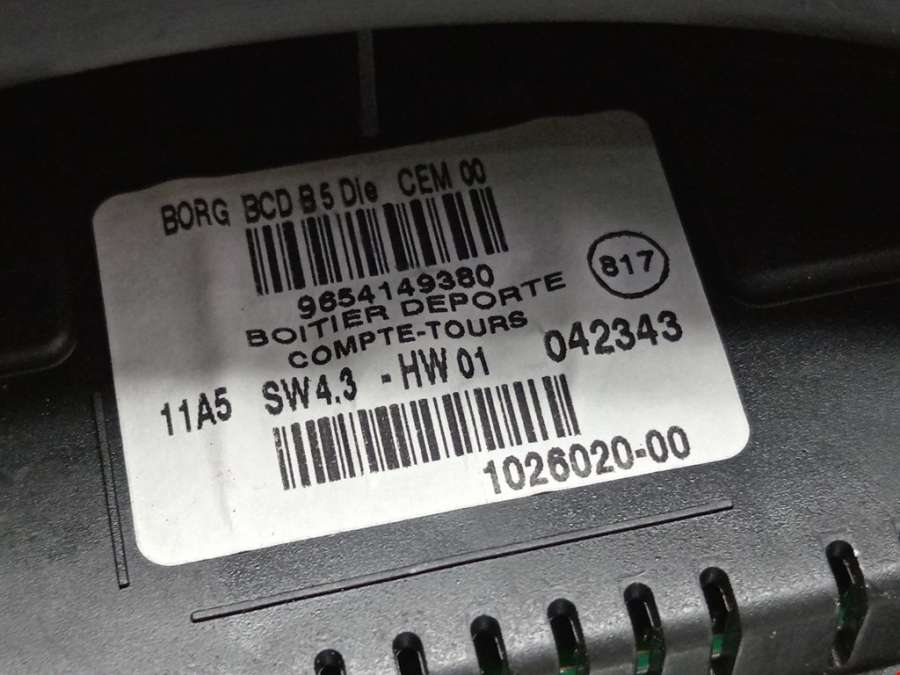 BORG BCD B5 Die CEM 00
9654149380
817
BOITIER DEPORTE
COMPTE-TOURS
11A5 SW4.3 - HW 01 042343
1026020-00